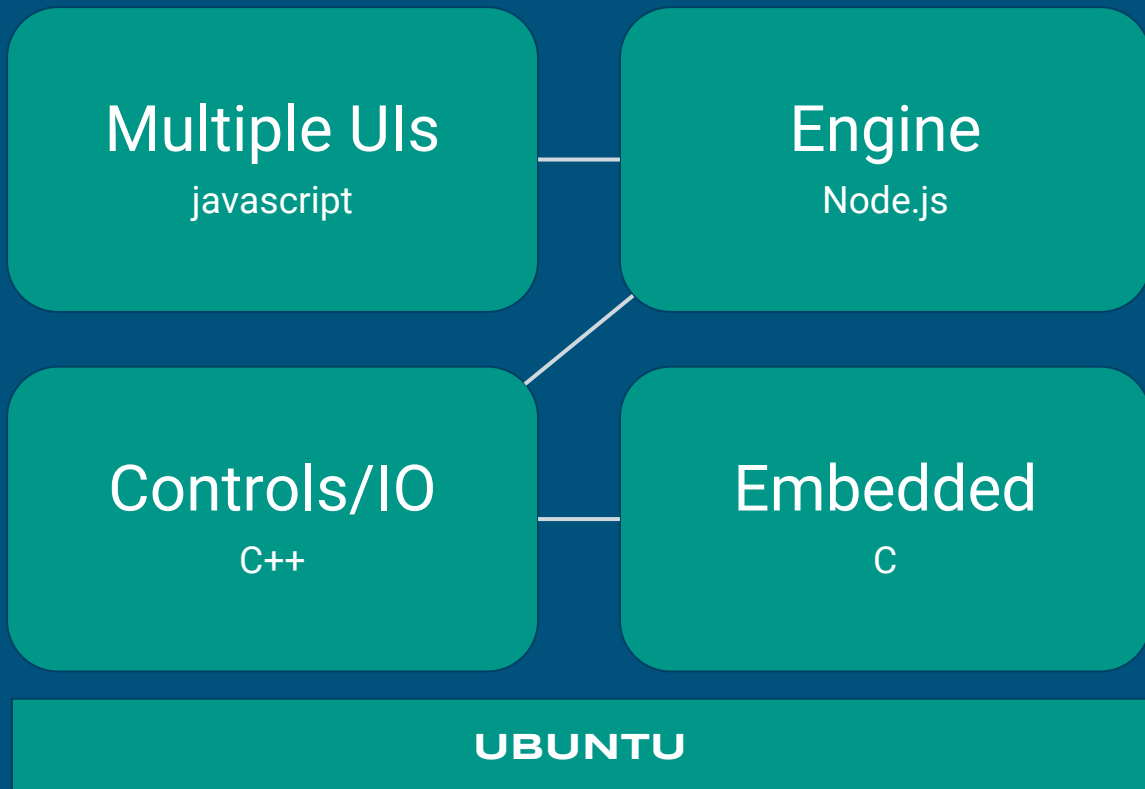 Multiple UIs
javascript
Engine
Node.js
Controls/IO
C++
Embedded
C
UBUNTU